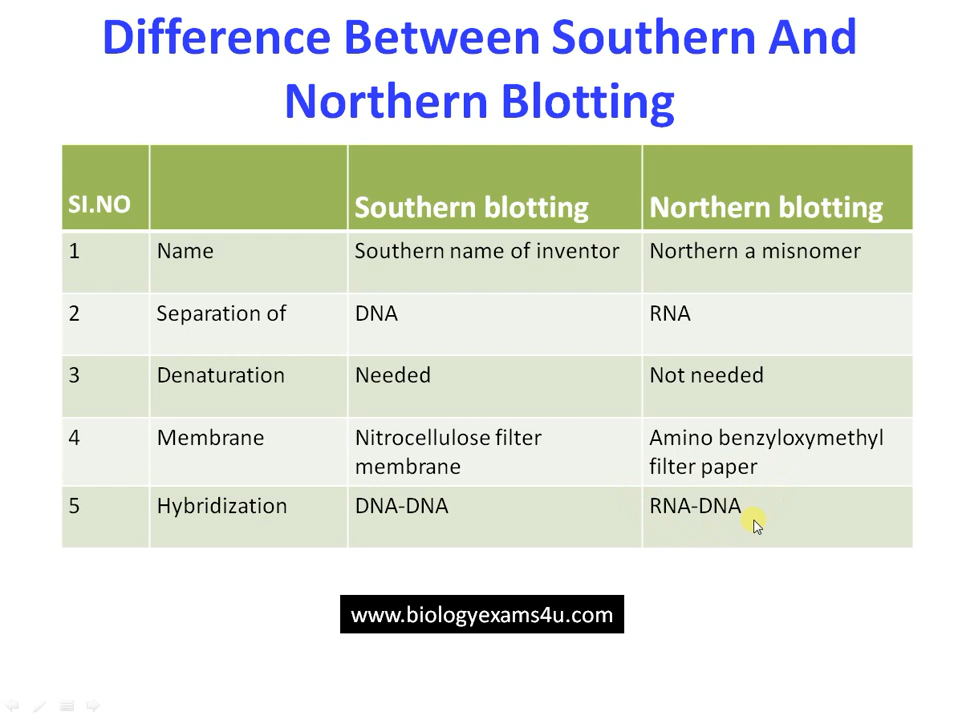 Difference Between Southern And
Northern Blotting
SI.NO
Southern blotting
Northern blotting
1
Name
Southern name of inventor
Northern a misnomer
2
Separation of
DNA
RNA
3
Denaturation
Needed
Not needed
4
Membrane
Nitrocellulose filter
membrane
Amino benzyloxymethyl
filter paper
5
Hybridization
DNA-DNA
RNA-DNA
www.biologyexams4u.com